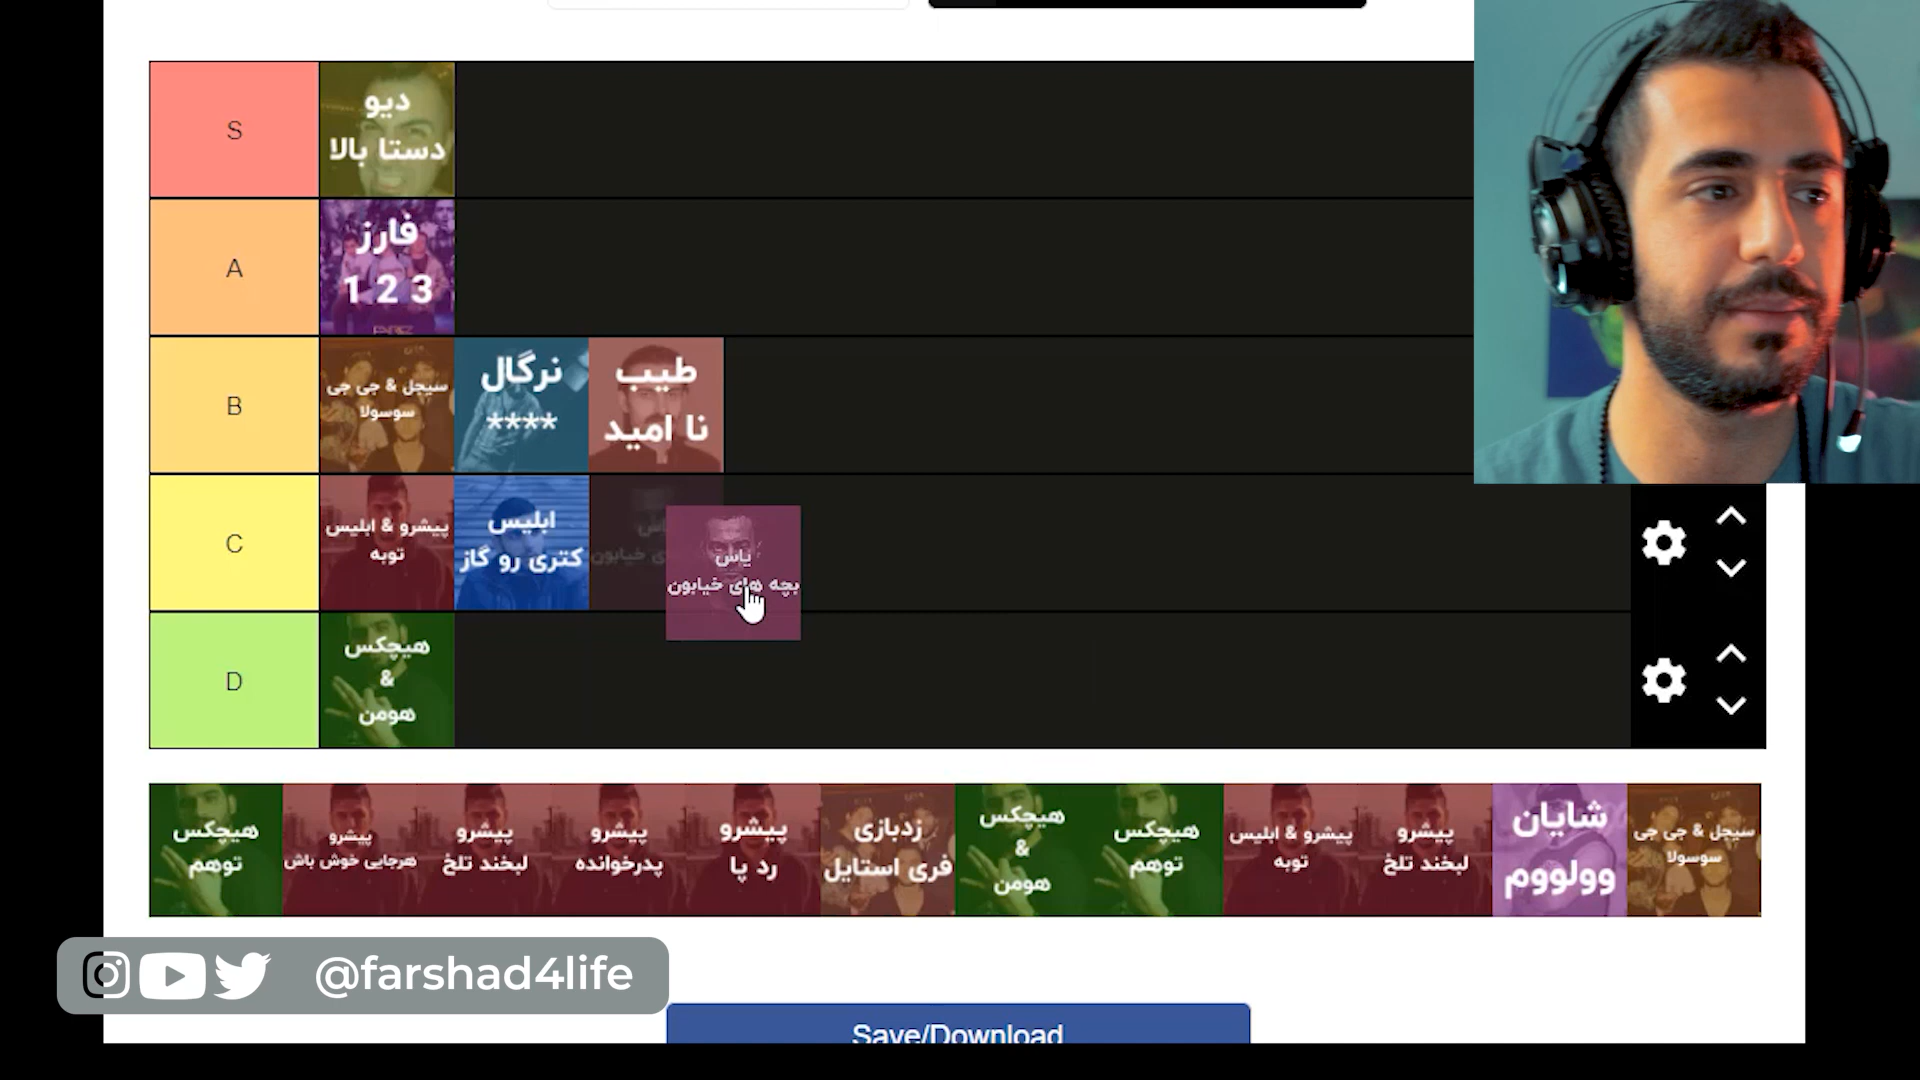 S
دیو
دستا بالا
A
فارز
1 2 3
FAREZ
B
سیجل & جی جی
سوسولا
نرگال
****
طیب
نا امید
C
پیشرو & ابلیس
توبه
ابلیس
کتری رو گاز
یاس
بچه های خیابون
D
هیچکس
&
هومن
هیچکس
توهم
پیشرو
هرجایی خوش باش
پیشرو
لبخند تلخ
پیشرو
پدرخوانده
پیشرو
رد پا
زدبازی
فری استایل
هیچکس
&
هومن
هیچکس
توهم
پیشرو & ابلیس
توبه
پیشرو
لبخند تلخ
شایان
وولووم
سیجل & جی جی
سوسولا
@farshad4life
Save/Download